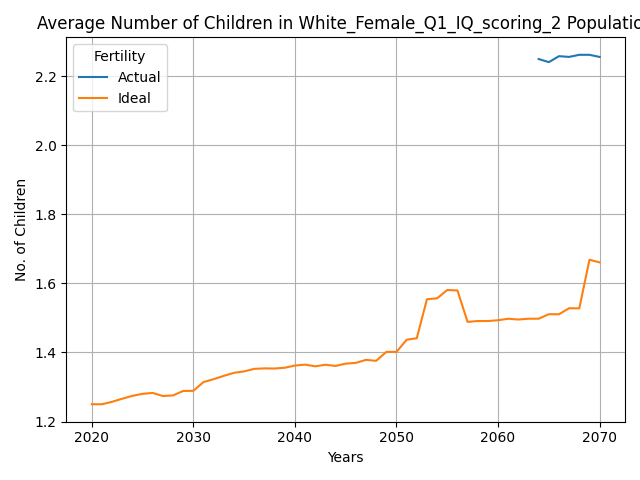 Average Number of Children in White_Female_Q1_IQ_scoring_2 Populatio
Fertility
Actual
Ideal
2.2
2.0
1.8
1.6
1.4
1.2
No. of Children
2020 2030 2040 2050 2060 2070
Years